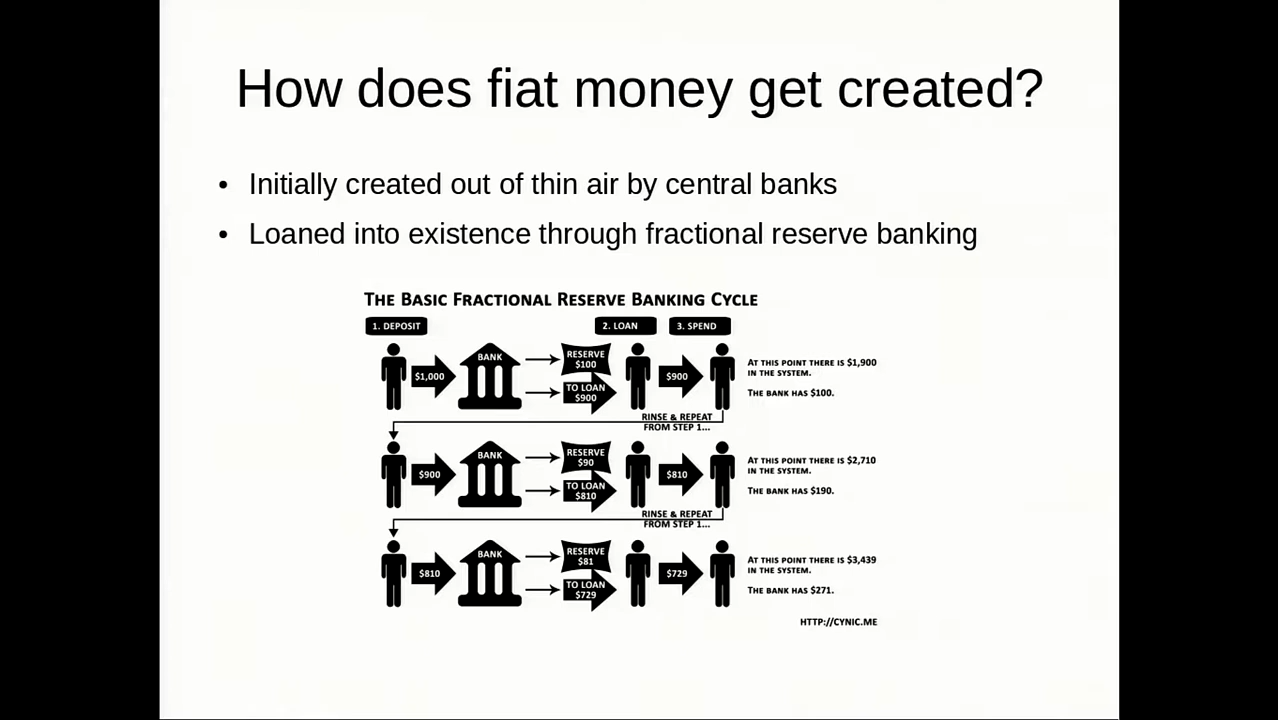 How does fiat money get created?
• Initially created out of thin air by central banks
• Loaned into existence through fractional reserve banking
THE BASIC FRACTIONAL RESERVE BANKING CYCLE
1. DEPOSIT
2. LOAN
3. SPEND
$1,000
BANK
RESERVE
$100
TO LOAN
$900
$900
AT THIS POINT THERE IS $1,900
IN THE SYSTEM.
THE BANK HAS $100.
RINSE & REPEAT
FROM STEP 1...
$900
BANK
RESERVE
$90
TO LOAN
$810
$810
AT THIS POINT THERE IS $2,710
IN THE SYSTEM.
THE BANK HAS $190.
RINSE & REPEAT
FROM STEP 1...
$810
BANK
RESERVE
$81
TO LOAN
$729
$729
AT THIS POINT THERE IS $3,439
IN THE SYSTEM.
THE BANK HAS $271.
HTTP://CYNIC.ME